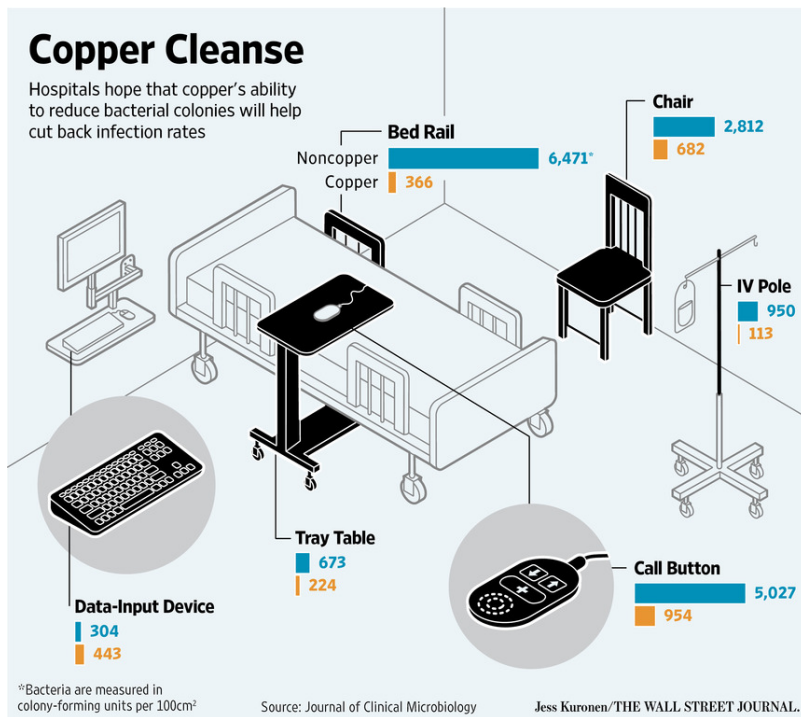 Copper Cleanse
Hospitals hope that copper's ability
to reduce bacterial colonies will help
cut back infection rates
Bed Rail
Noncopper 6,471*
Copper 366
Chair
2,812
682
IV Pole
950
113
Tray Table
673
224
Call Button
5,027
954
Data-Input Device
304
443
*Bacteria are measured in
colony-forming units per 100cm²
Source: Journal of Clinical Microbiology
Jess Kuronen/THE WALL STREET JOURNAL.